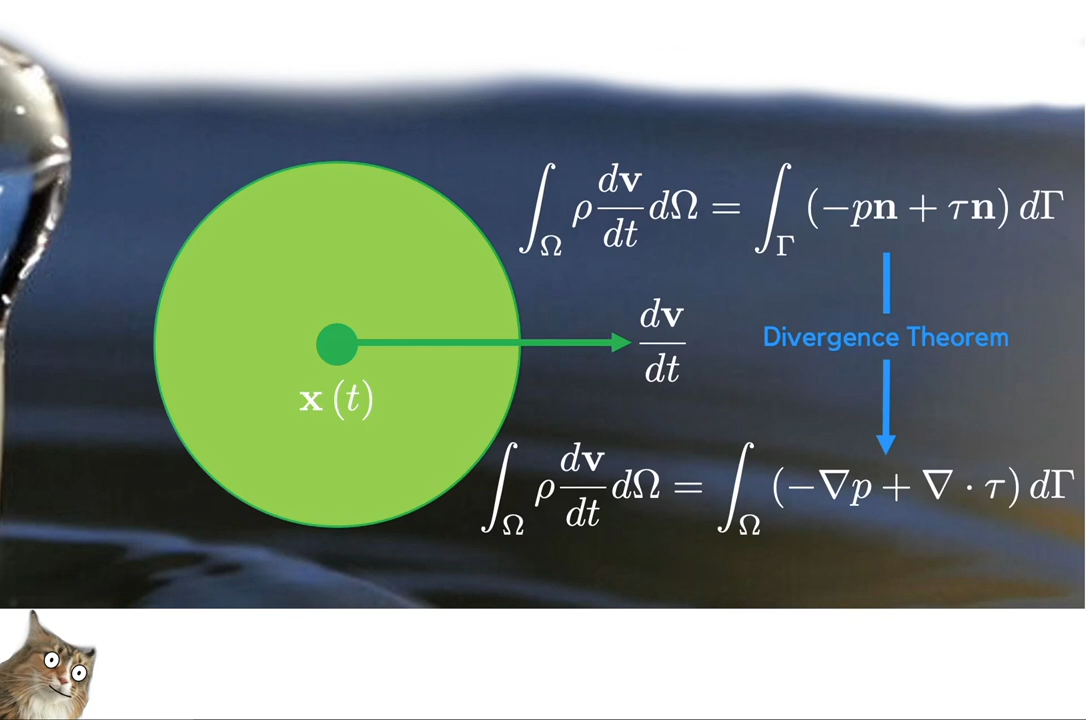 ∫_Ω ρ d𝐯/dt dΩ = ∫_Γ (−p𝐧 + τ𝐧) dΓ
d𝐯/dt
Divergence Theorem
𝐱 (t)
∫_Ω ρ d𝐯/dt dΩ = ∫_Ω (−∇p + ∇ · τ) dΓ